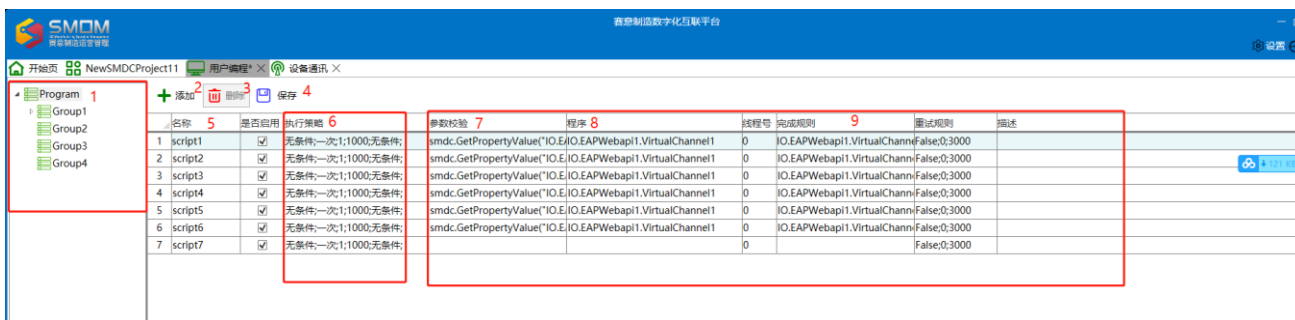 SMOM
赛意制造运营管理
赛意制造数字化互联平台
设置
开始页 NewSMDCProject11 用户编程* 设备通讯
Program 1
Group1
Group2
Group3
Group4
添加 2 删除 3 保存 4
名称 5 是否启用 执行策略 6 参数校验 7 程序 8 线程号 完成规则 9 重试规则 描述
1 script1 无条件;一次;1;1000;无条件; smdc.GetPropertyValue("IO.E IO.EAPWebapi1.VirtualChannel1 0 IO.EAPWebapi1.VirtualChann False;0;3000
2 script2 无条件;一次;1;1000;无条件; smdc.GetPropertyValue("IO.E IO.EAPWebapi1.VirtualChannel1 0 IO.EAPWebapi1.VirtualChann False;0;3000
3 script3 无条件;一次;1;1000;无条件; smdc.GetPropertyValue("IO.E IO.EAPWebapi1.VirtualChannel1 0 IO.EAPWebapi1.VirtualChann False;0;3000
4 script4 无条件;一次;1;1000;无条件; smdc.GetPropertyValue("IO.E IO.EAPWebapi1.VirtualChannel1 0 IO.EAPWebapi1.VirtualChann False;0;3000
5 script5 无条件;一次;1;1000;无条件; smdc.GetPropertyValue("IO.E IO.EAPWebapi1.VirtualChannel1 0 IO.EAPWebapi1.VirtualChann False;0;3000
6 script6 无条件;一次;1;1000;无条件; smdc.GetPropertyValue("IO.E IO.EAPWebapi1.VirtualChannel1 0 IO.EAPWebapi1.VirtualChann False;0;3000
7 script7 无条件;一次;1;1000;无条件; 0 False;0;3000
121